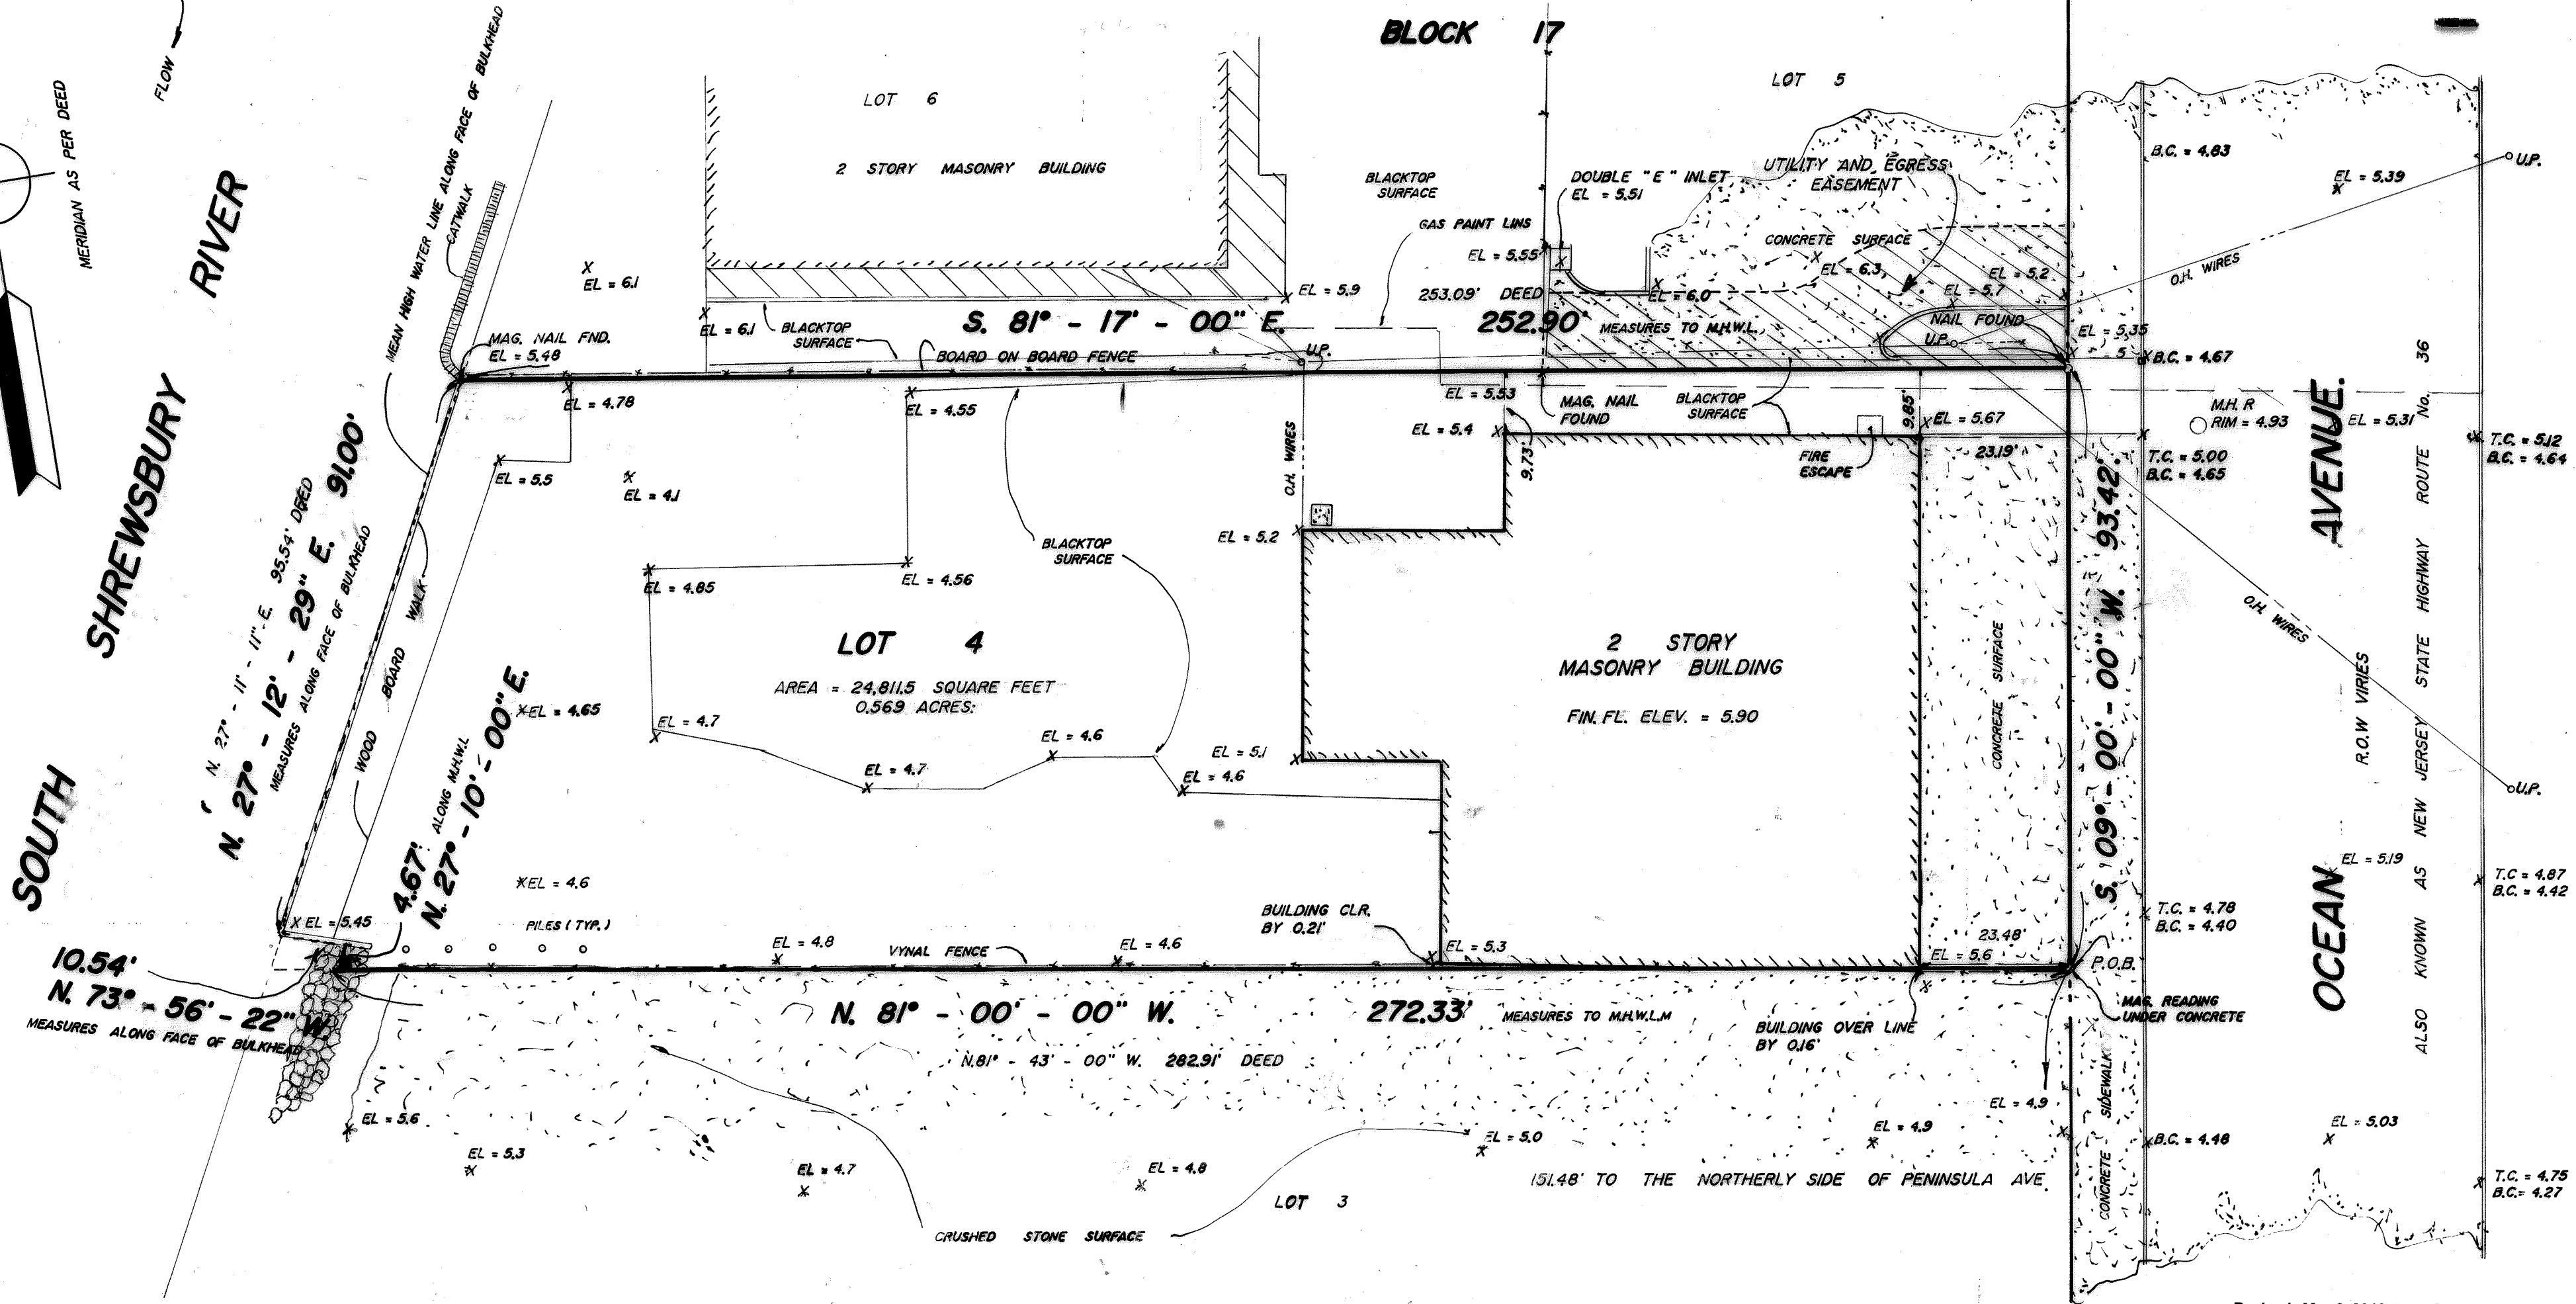 BLOCK 17
LOT 5
LOT 6
2 STORY MASONRY BUILDING
FLOW
MERIDIAN AS PER DEED
MEAN HIGH WATER LINE ALONG FACE OF BULKHEAD
CATWALK
SOUTH SHREWSBURY RIVER
EL = 6.1
EL = 6.1
BLACKTOP
SURFACE
S. 81° - 17' - 00" E.
EL = 5.9
BLACKTOP
SURFACE
GAS PAINT LINS
DOUBLE "E" INLET
EL = 5.51
EL = 5.55
253.09' DEED
252.90' MEASURES TO M.H.W.L.
UTILITY AND EGRESS
EASEMENT
CONCRETE SURFACE
EL = 6.3
EL = 6.0
EL = 5.2
EL = 5.7
NAIL FOUND
U.P.
EL = 5.35
B.C. = 4.83
B.C. = 4.67
EL = 5.39
U.P.
O.H. WIRES
MAG. NAIL FND.
EL = 5.48
BOARD ON BOARD FENCE
U.P.
EL = 4.78
EL = 4.55
EL = 5.53
MAG. NAIL
FOUND
BLACKTOP
SURFACE
EL = 5.4
9.73'
9.85'
EL = 5.67
23.19'
FIRE
ESCAPE
M.H. R
RIM = 4.93
EL = 5.31
T.C. = 5.12
B.C. = 4.64
T.C. = 5.00
B.C. = 4.65
EL = 5.5
EL = 4.1
O.H. WIRES
EL = 5.2
BLACKTOP
SURFACE
EL = 4.85
EL = 4.56
N. 27° - 11' - 11" - E. 95.54' DEED
N. 27° - 12' - 29" E. 91.00'
MEASURES ALONG FACE OF BULKHEAD
WOOD BOARD WALK
LOT 4
AREA = 24,811.5 SQUARE FEET
0.569 ACRES:
2 STORY
MASONRY BUILDING
FIN. FL. ELEV. = 5.90
CONCRETE SURFACE
S. 09° - 00' - 00" W. 93.42'
O.H. WIRES
U.P.
OCEAN AVENUE.
R.O.W VIRIES
ALSO KNOWN AS NEW JERSEY STATE HIGHWAY ROUTE No. 36
EL = 4.65
EL = 4.7
EL = 4.7
EL = 4.6
EL = 5.1
EL = 4.6
4.67' ALONG M.H.W.L
N. 27° - 10' - 00" E.
EL = 4.6
PILES (TYP.)
EL = 5.45
EL = 4.8
VYNAL FENCE
EL = 4.6
BUILDING CLR.
BY 0.21'
EL = 5.3
23.48'
EL = 5.6
P.O.B.
EL = 5.19
T.C = 4.87
B.C. = 4.42
T.C. = 4.78
B.C. = 4.40
10.54'
N. 73° - 56' - 22" W.
MEASURES ALONG FACE OF BULKHEAD
N. 81° - 00' - 00" W.
272.33' MEASURES TO M.H.W.L.M
N.81° - 43' - 00" W. 282.91' DEED
BUILDING OVER LINE
BY 0.16'
MAG. READING
UNDER CONCRETE
EL = 5.6
EL = 5.3
EL = 4.7
EL = 4.8
EL = 5.0
EL = 4.9
EL = 4.9
CONCRETE SIDEWALK
B.C. = 4.48
EL = 5.03
T.C. = 4.75
B.C.= 4.27
151.48' TO THE NORTHERLY SIDE OF PENINSULA AVE.
LOT 3
CRUSHED STONE SURFACE